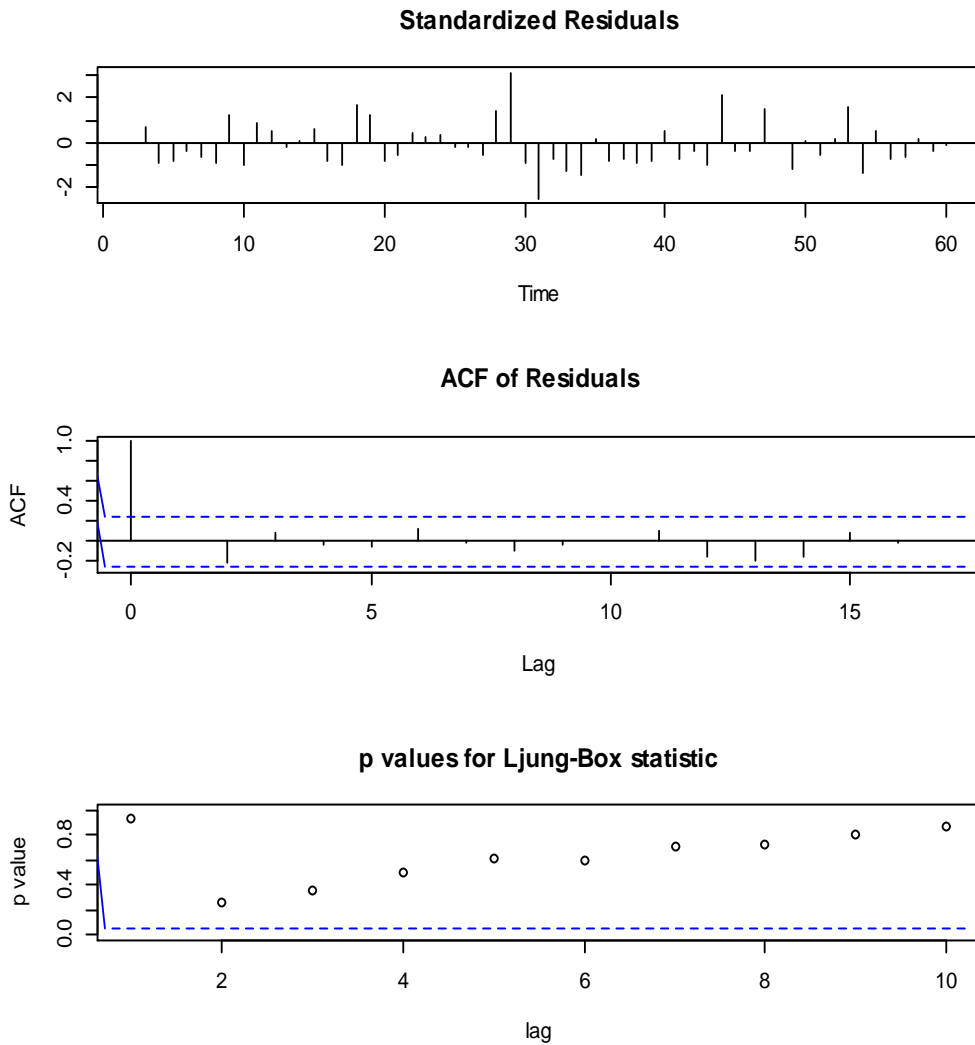 Standardized Residuals
2
0
-2
0 10 20 30 40 50 60
Time
ACF of Residuals
ACF
1.0
0.4
-0.2
0 5 10 15
Lag
p values for Ljung-Box statistic
p value
0.8
0.4
0.0
2 4 6 8 10
lag